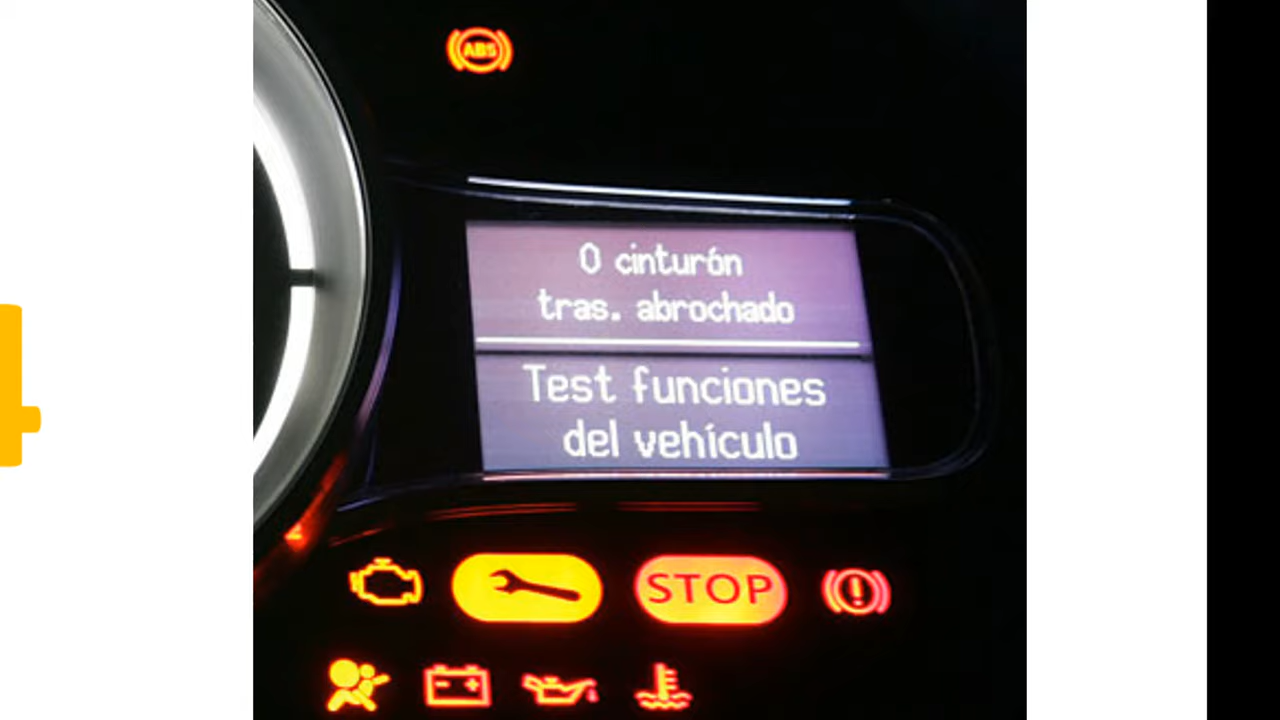 ABS
0 cinturón
tras. abrochado
Test funciones
del vehículo
STOP